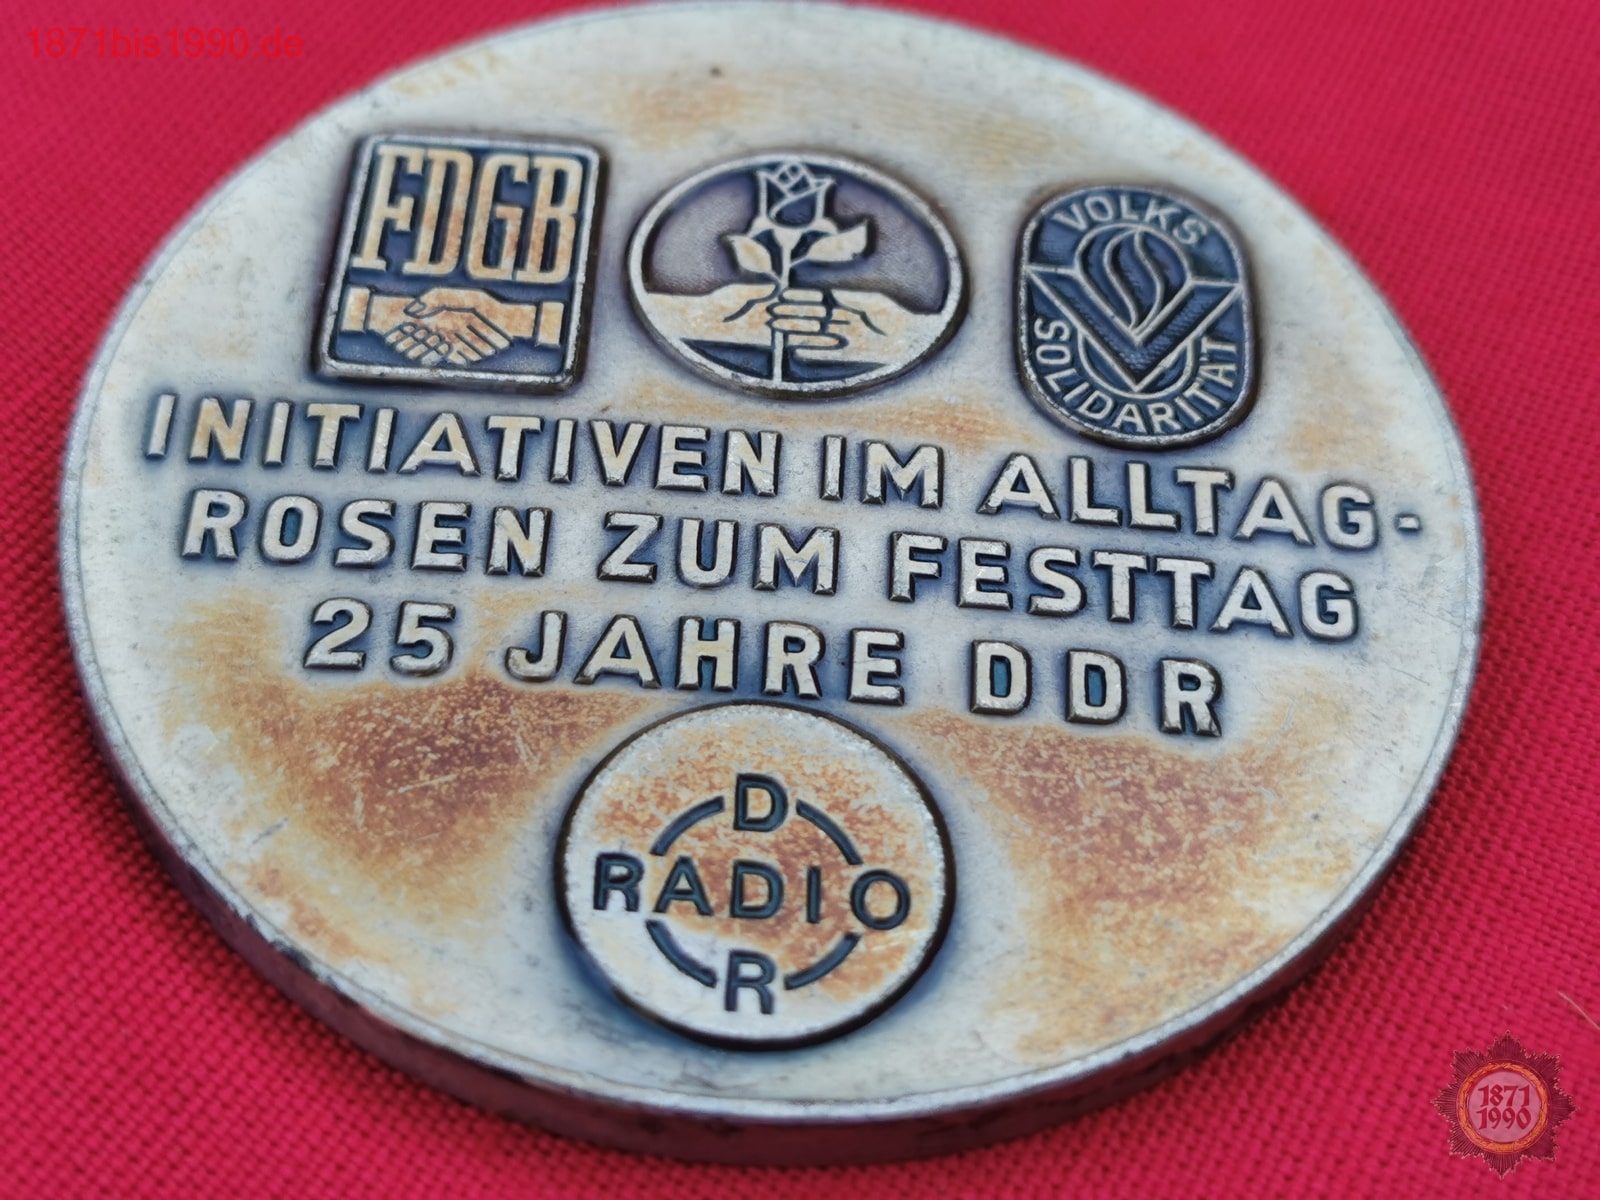 1871bis1990.de
FDGB
VOLKS
SOLIDARITÄT
INITIATIVEN IM ALLTAG-
ROSEN ZUM FESTTAG
25 JAHRE DDR
D
RADIO
R
1871
1990